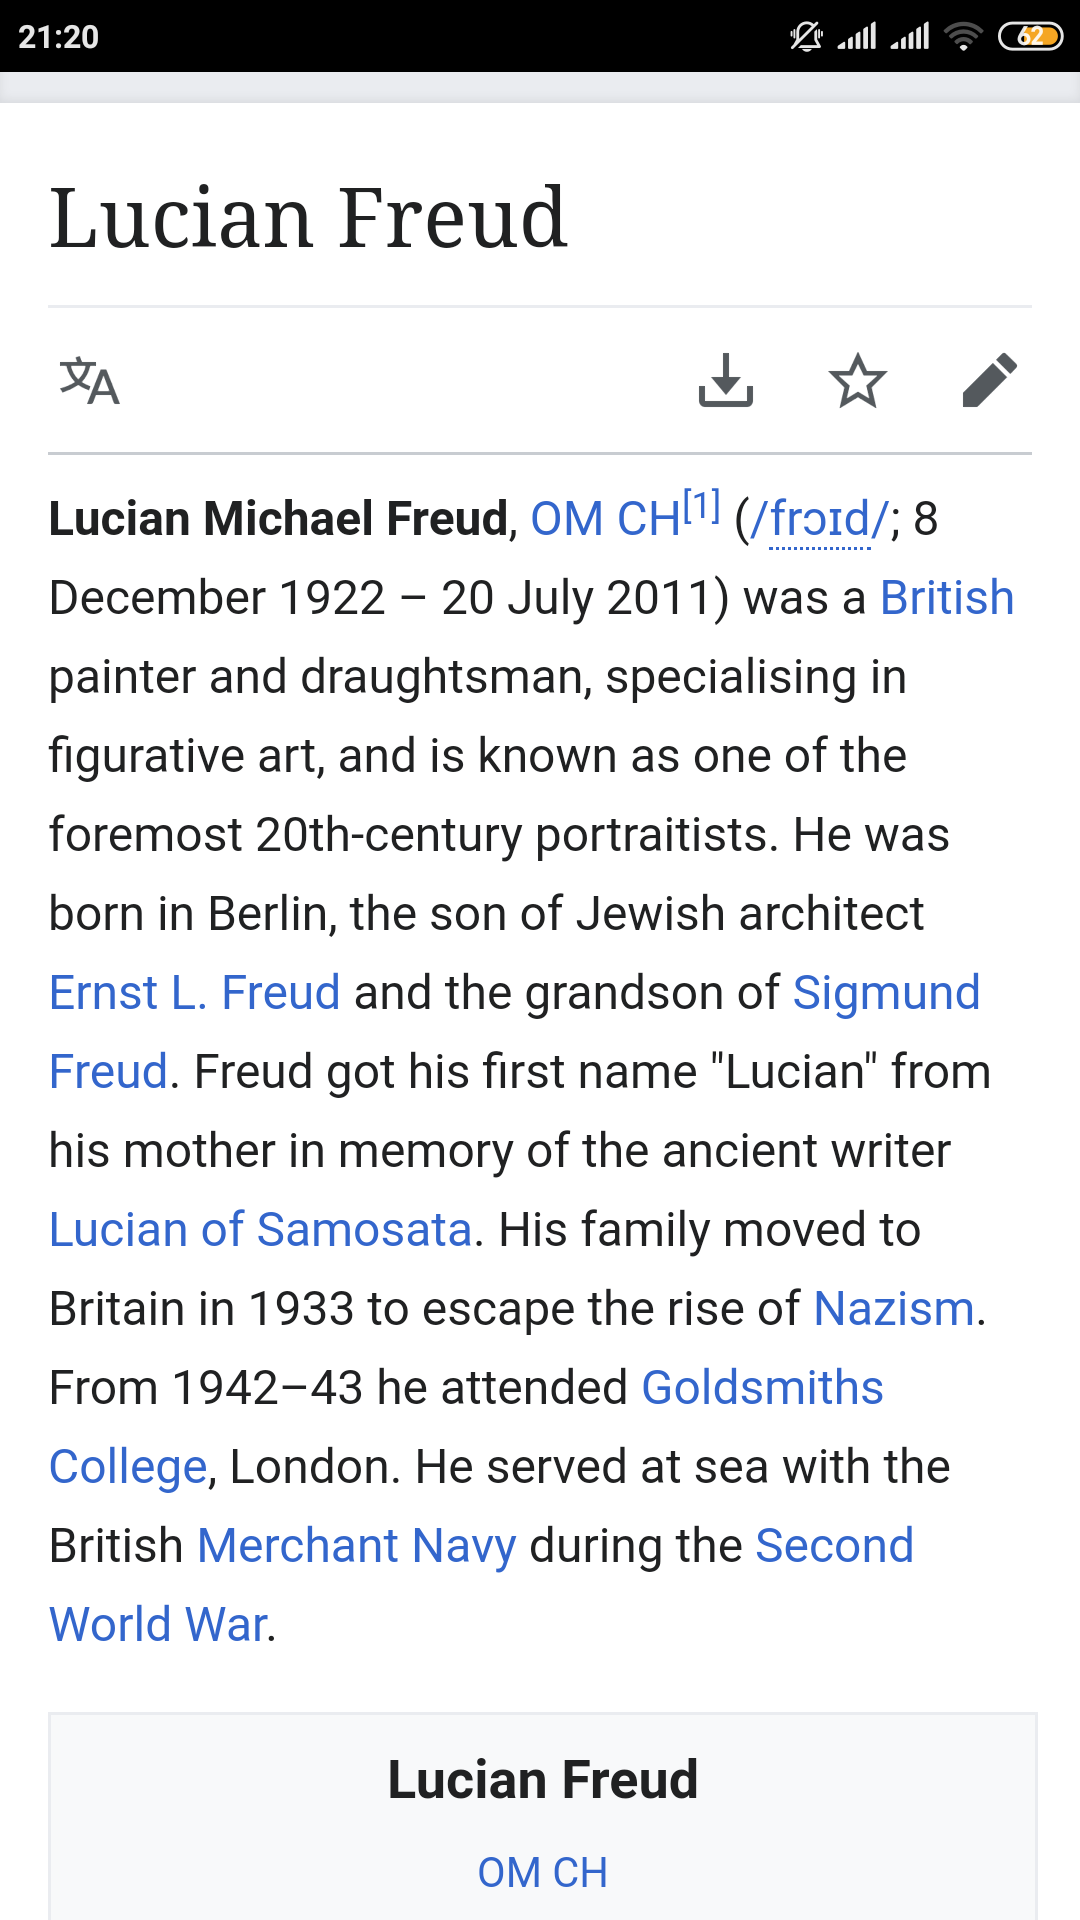 21:20
62
Lucian Freud
文A
Lucian Michael Freud, OM CH[1] (/frɔɪd/; 8
December 1922 – 20 July 2011) was a British
painter and draughtsman, specialising in
figurative art, and is known as one of the
foremost 20th-century portraitists. He was
born in Berlin, the son of Jewish architect
Ernst L. Freud and the grandson of Sigmund
Freud. Freud got his first name "Lucian" from
his mother in memory of the ancient writer
Lucian of Samosata. His family moved to
Britain in 1933 to escape the rise of Nazism.
From 1942–43 he attended Goldsmiths
College, London. He served at sea with the
British Merchant Navy during the Second
World War.
Lucian Freud
OM CH